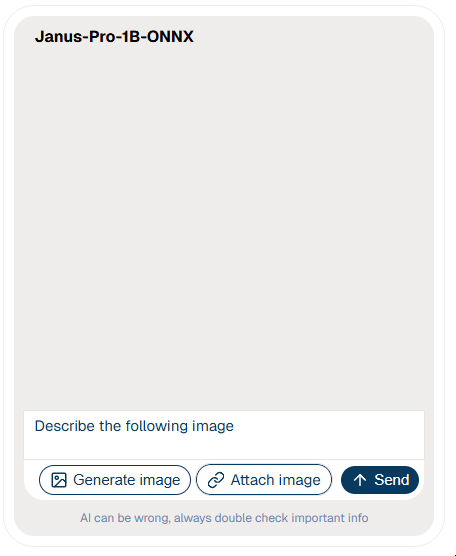 Janus-Pro-1B-ONNX
Describe the following image
Generate image Attach image Send
AI can be wrong, always double check important info